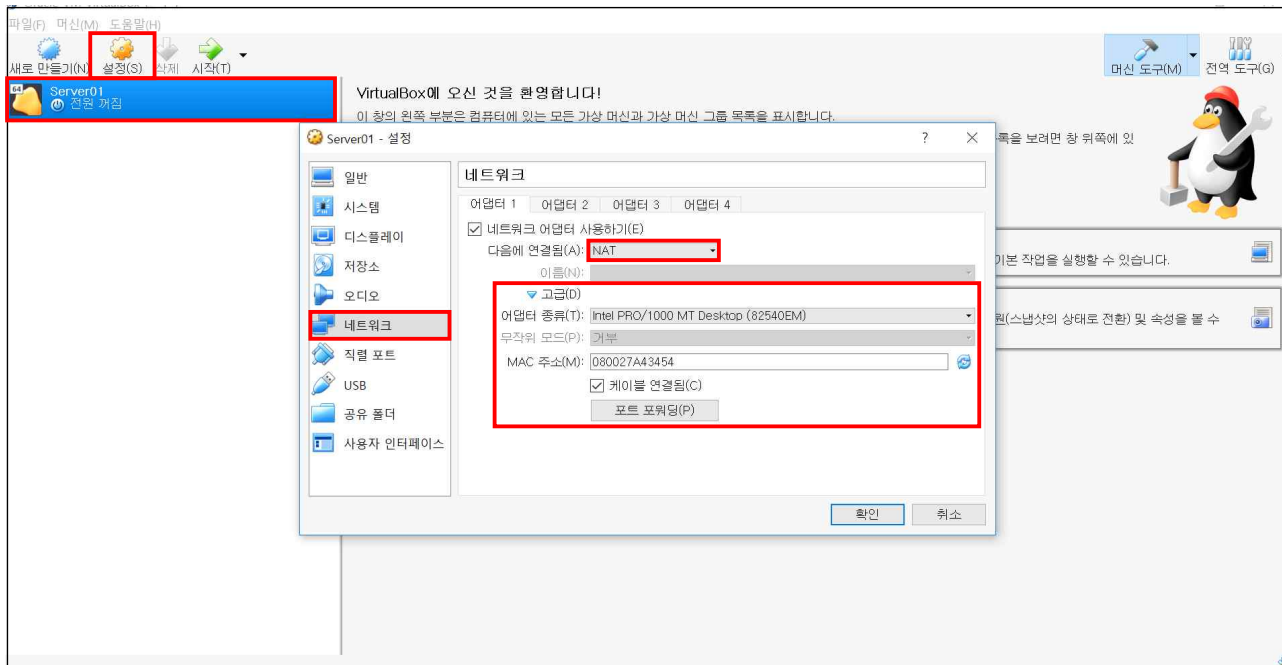 파일(F) 머신(M) 도움말(H)
새로 만들기(N) 설정(S) 삭제 시작(T) 머신 도구(M) 전역 도구(G)
64 Server01
전원 꺼짐
VirtualBox에 오신 것을 환영합니다!
이 창의 왼쪽 부분은 컴퓨터에 있는 모든 가상 머신과 가상 머신 그룹 목록을 표시합니다.
록을 보려면 창 위쪽에 있
기본 작업을 실행할 수 있습니다.
원(스냅샷의 상태로 전환) 및 속성을 볼 수
Server01 - 설정 ?
일반
시스템
디스플레이
저장소
오디오
네트워크
직렬 포트
USB
공유 폴더
사용자 인터페이스
네트워크
어댑터 1 어댑터 2 어댑터 3 어댑터 4
네트워크 어댑터 사용하기(E)
다음에 연결됨(A): NAT
이름(N):
고급(D)
어댑터 종류(T): Intel PRO/1000 MT Desktop (82540EM)
무작위 모드(P): 거부
MAC 주소(M): 080027A43454
케이블 연결됨(C)
포트 포워딩(P)
확인 취소